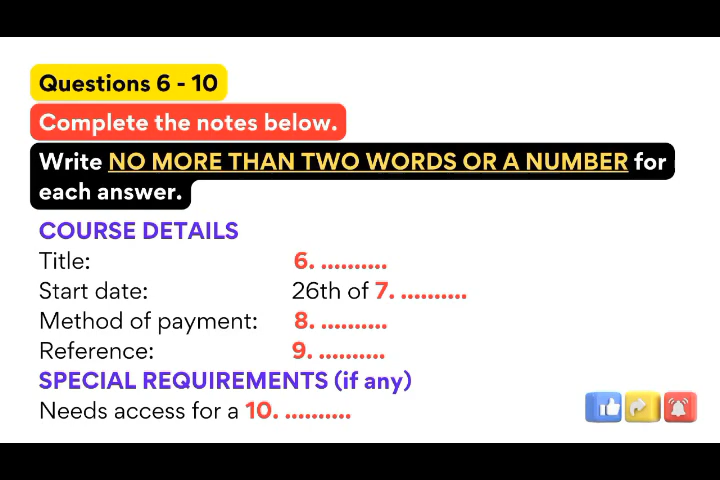 Questions 6 - 10
Complete the notes below.
Write NO MORE THAN TWO WORDS OR A NUMBER for
each answer.
COURSE DETAILS
Title: 6. ..........
Start date: 26th of 7. ..........
Method of payment: 8. ..........
Reference: 9. ..........
SPECIAL REQUIREMENTS (if any)
Needs access for a 10. ..........